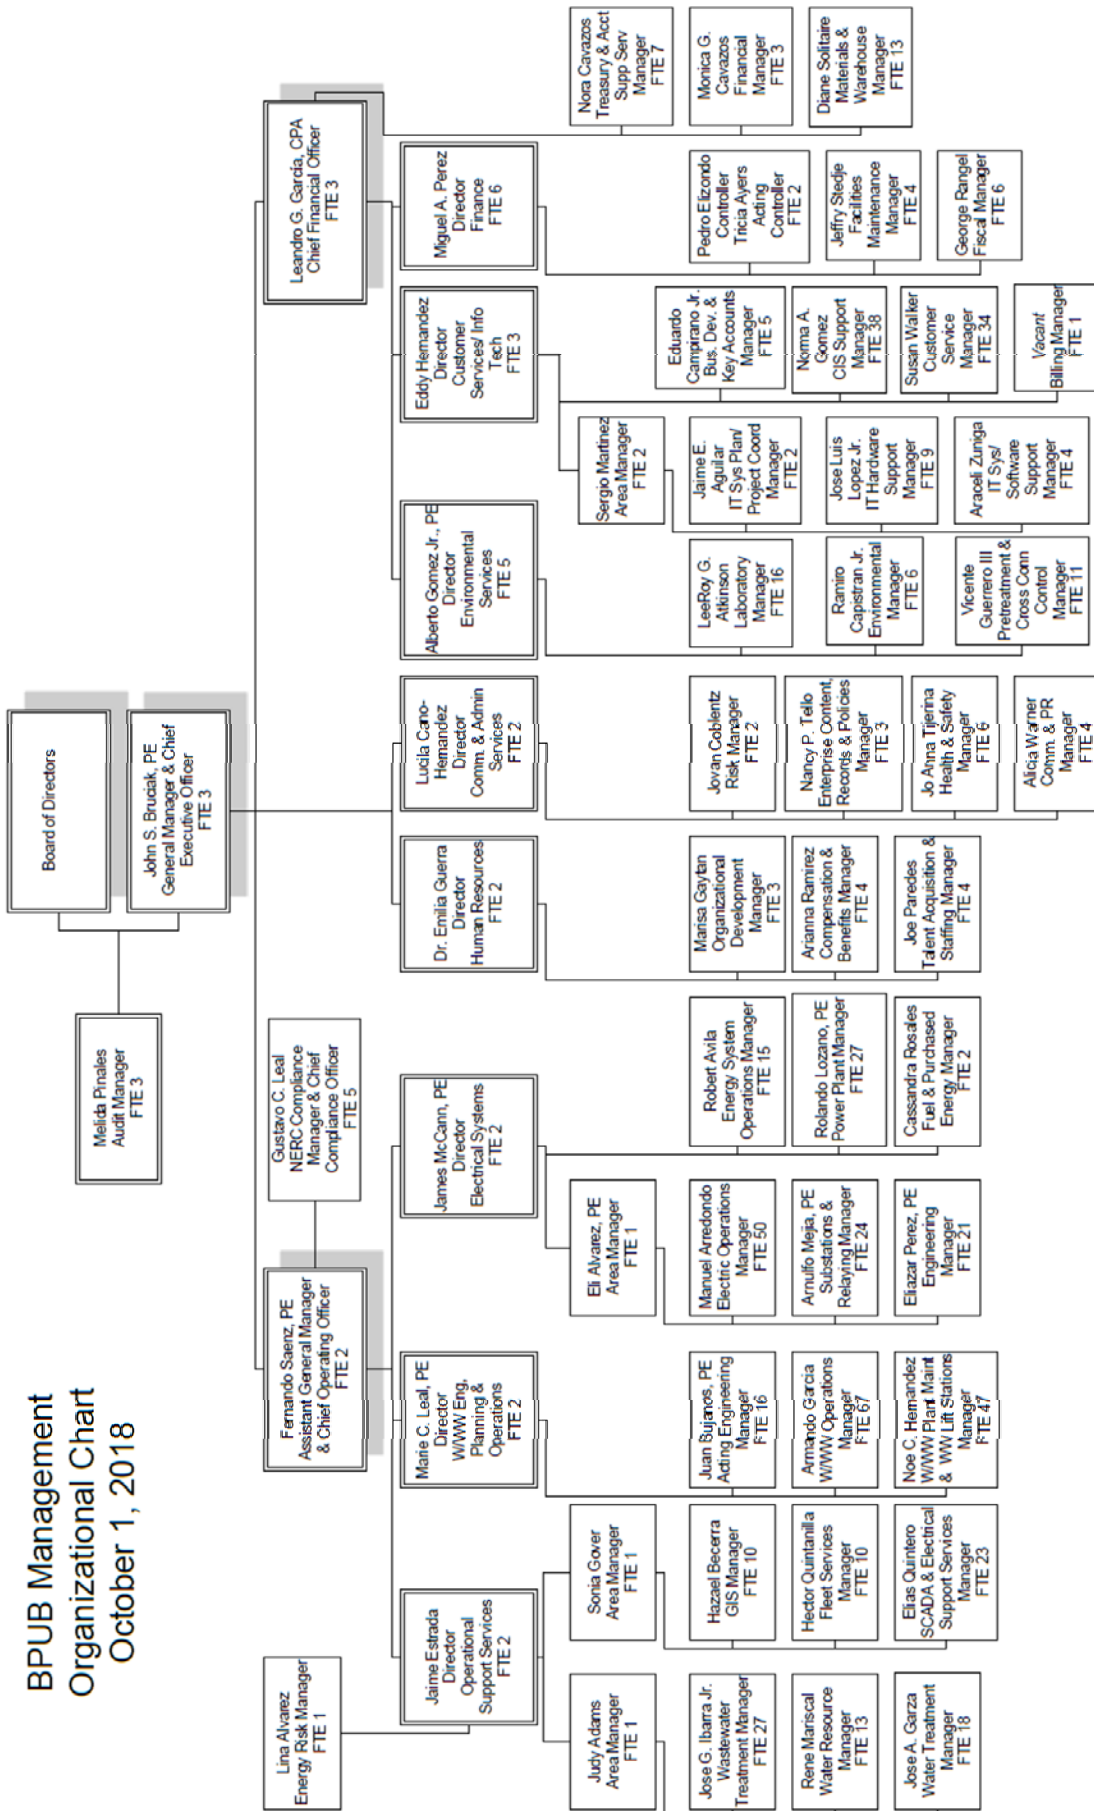 BPUB Management
Organizational Chart
October 1, 2018
Board of Directors
Melida Pinales
Audit Manager
FTE 3
John S. Bruciak, PE
General Manager & Chief
Executive Officer
FTE 3
Lina Alvarez
Energy Risk Manager
FTE 1
Fernando Saenz, PE
Assistant General Manager
& Chief Operating Officer
FTE 2
Gustavo C. Leal
NERC Compliance
Manager & Chief
Compliance Officer
FTE 5
Leandro G. Garcia, CPA
Chief Financial Officer
FTE 3
Jaime Estrada
Director
Operational
Support Services
FTE 2
Marie C. Leal, PE
Director
W/WW Eng,
Planning &
Operations
FTE 2
James McCann, PE
Director
Electrical Systems
FTE 2
Dr. Emilia Guerra
Director
Human Resources
FTE 2
Lucila Cano-
Hernandez
Director
Comm. & Admin
Services
FTE 2
Alberto Gomez Jr., PE
Director
Environmental
Services
FTE 5
Eddy Hernandez
Director
Customer
Services/ Info
Tech
FTE 3
Miguel A. Perez
Director
Finance
FTE 6
Judy Adams
Area Manager
FTE 1
Sonia Gover
Area Manager
FTE 1
Eli Alvarez, PE
Area Manager
FTE 1
Sergio Martinez
Area Manager
FTE 2
Nora Cavazos
Treasury & Acct
Supp Serv
Manager
FTE 7
Monica G.
Cavazos
Financial
Manager
FTE 3
Diane Solitaire
Materials &
Warehouse
Manager
FTE 13
Jose G. Ibarra Jr.
Wastewater
Treatment Manager
FTE 27
Rene Mariscal
Water Resource
Manager
FTE 13
Jose A. Garza
Water Treatment
Manager
FTE 18
Hazael Becerra
GIS Manager
FTE 10
Hector Quintanilla
Fleet Services
Manager
FTE 10
Elias Quintero
SCADA & Electrical
Support Services
Manager
FTE 23
Juan Bujanos, PE
Acting Engineering
Manager
FTE 16
Armando Garcia
W/WW Operations
Manager
FTE 67
Noe C. Hernandez
W/WW Plant Maint
& WW Lift Stations
Manager
FTE 47
Manuel Arredondo
Electric Operations
Manager
FTE 50
Arnulfo Mejia, PE
Substations &
Relaying Manager
FTE 24
Eliazar Perez, PE
Engineering
Manager
FTE 21
Robert Avila
Energy System
Operations Manager
FTE 15
Rolando Lozano, PE
Power Plant Manager
FTE 27
Cassandra Rosales
Fuel & Purchased
Energy Manager
FTE 2
Marisa Gaytan
Organizational
Development
Manager
FTE 3
Arianna Ramirez
Compensation &
Benefits Manager
FTE 4
Joe Paredes
Talent Acquisition &
Staffing Manager
FTE 4
Jovan Coblentz
Risk Manager
FTE 2
Nancy P. Tello
Enterprise Content,
Records & Policies
Manager
FTE 3
Jo Anna Tijerina
Health & Safety
Manager
FTE 6
Alicia Warner
Comm. & PR
Manager
FTE 4
LeeRoy G.
Atkinson
Laboratory
Manager
FTE 16
Ramiro
Capistran Jr.
Environmental
Manager
FTE 6
Vicente
Guerrero III
Pretreatment &
Cross Conn
Control
Manager
FTE 11
Jaime E.
Aguilar
IT Sys Plan/
Project Coord
Manager
FTE 2
Jose Luis
Lopez Jr.
IT Hardware
Support
Manager
FTE 9
Araceli Zuniga
IT Sys/
Software
Support
Manager
FTE 4
Eduardo
Campirano Jr.
Bus. Dev. &
Key Accounts
Manager
FTE 5
Norma A.
Gomez
CIS Support
Manager
FTE 38
Susan Walker
Customer
Service
Manager
FTE 34
Vacant
Billing Manager
FTE 1
Pedro Elizondo
Controller
Tricia Ayers
Acting
Controller
FTE 2
Jeffry Stedje
Facilities
Maintenance
Manager
FTE 4
George Rangel
Fiscal Manager
FTE 6